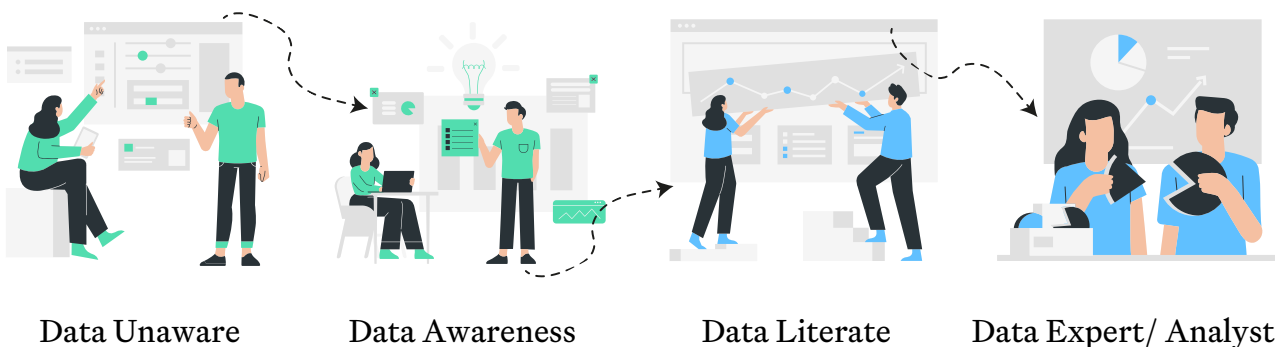 Data Unaware
Data Awareness
Data Literate
Data Expert/ Analyst